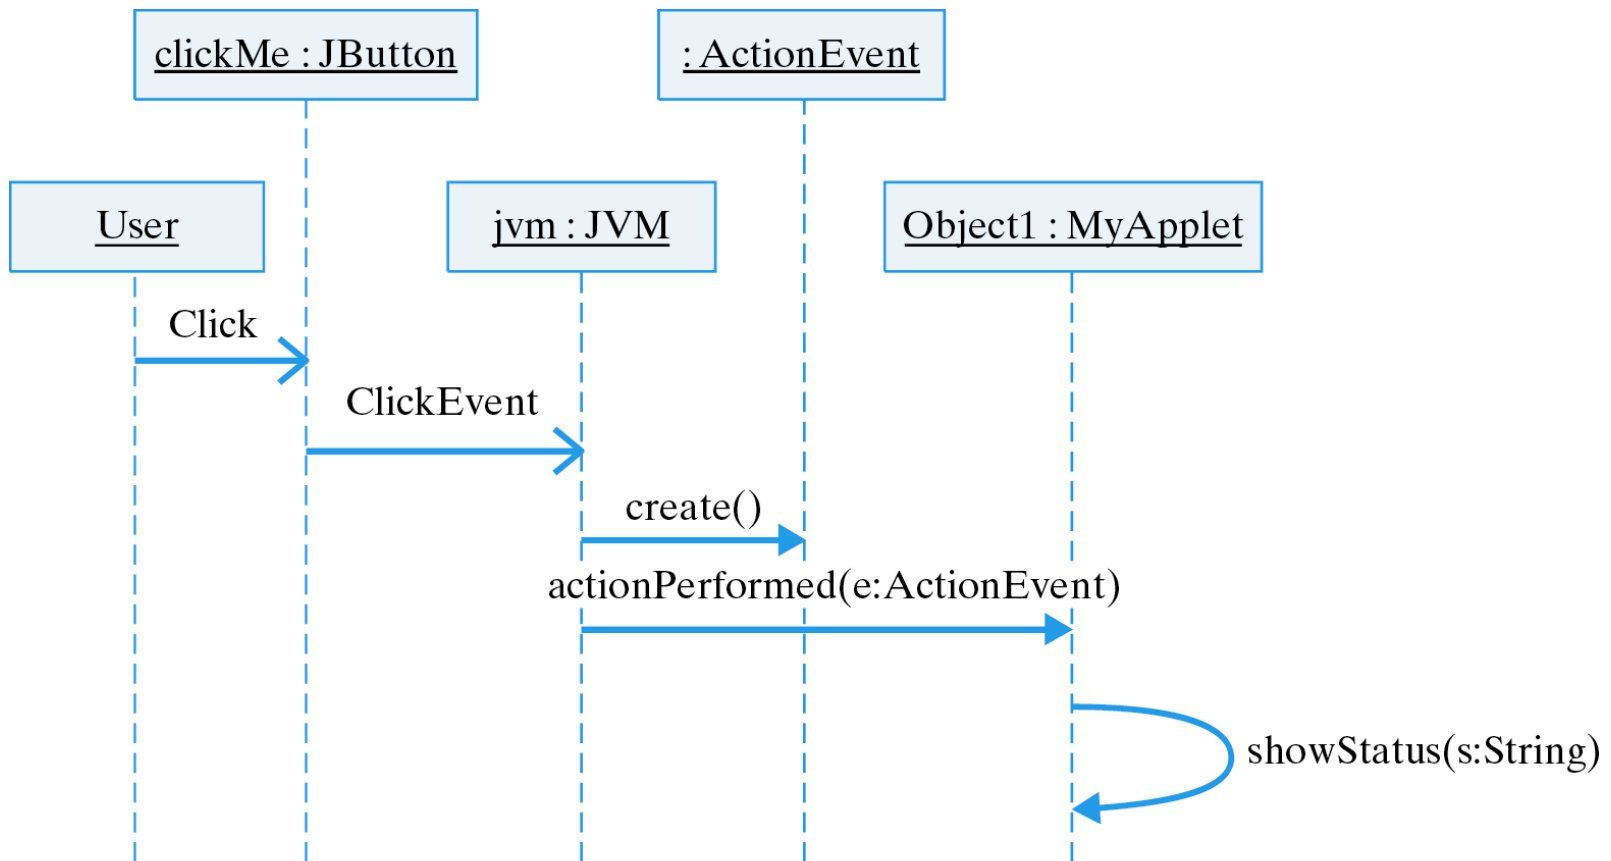 clickMe : JButton
: ActionEvent
User
jvm : JVM
Object1 : MyApplet
Click
ClickEvent
create()
actionPerformed(e:ActionEvent)
showStatus(s:String)